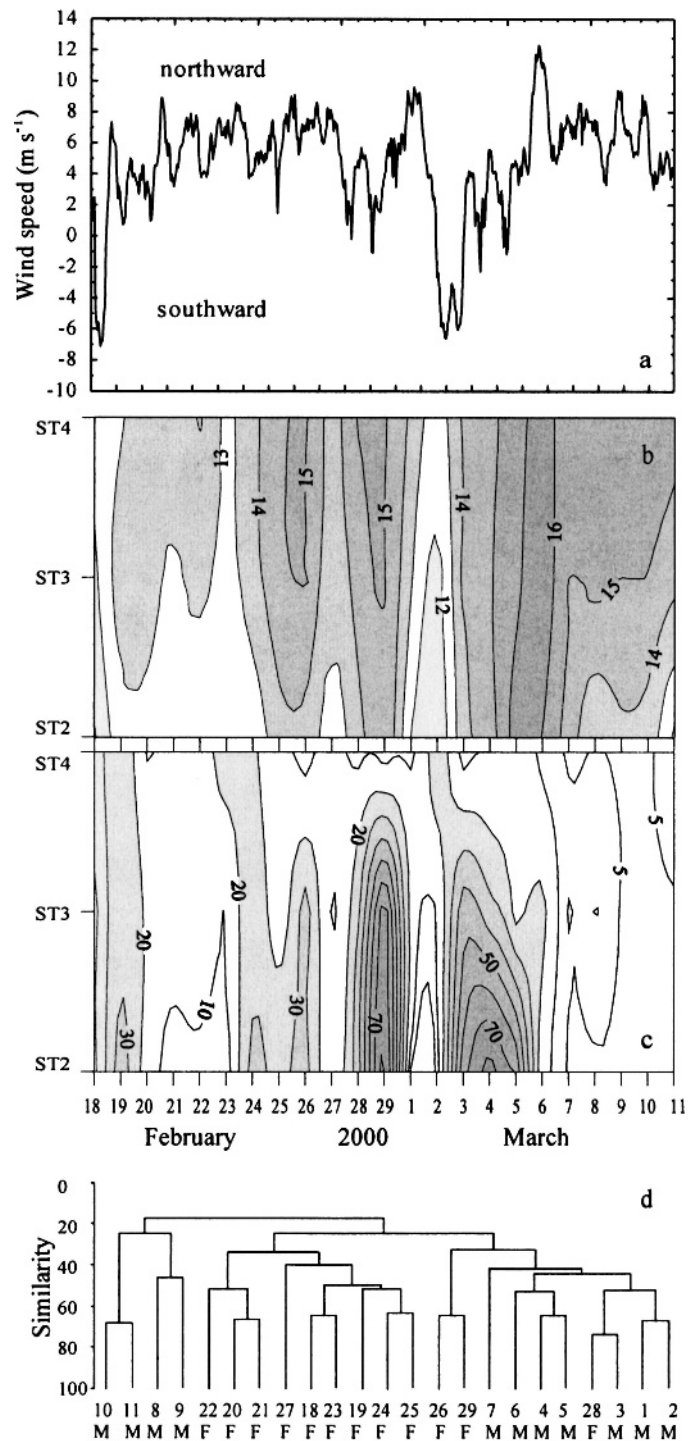 14
12
10
8
6
4
2
0
-2
-4
-6
-8
-10
Wind speed (m s⁻¹)
northward
southward
a
ST4
ST3
ST2
b
13
14
15
15
12
14
16
15
14
ST4
ST3
ST2
c
20
30
10
20
30
20
70
50
70
5
5
18 19 20 21 22 23 24 25 26 27 28 29 1 2 3 4 5 6 7 8 9 10 11
February 2000 March
d
0
20
40
60
80
100
Similarity
10 11 8 9 22 20 21 27 18 23 19 24 25 26 29 7 6 4 5 28 3 1 2
M M M M F F F F F F F F F F F M M M M F M M M